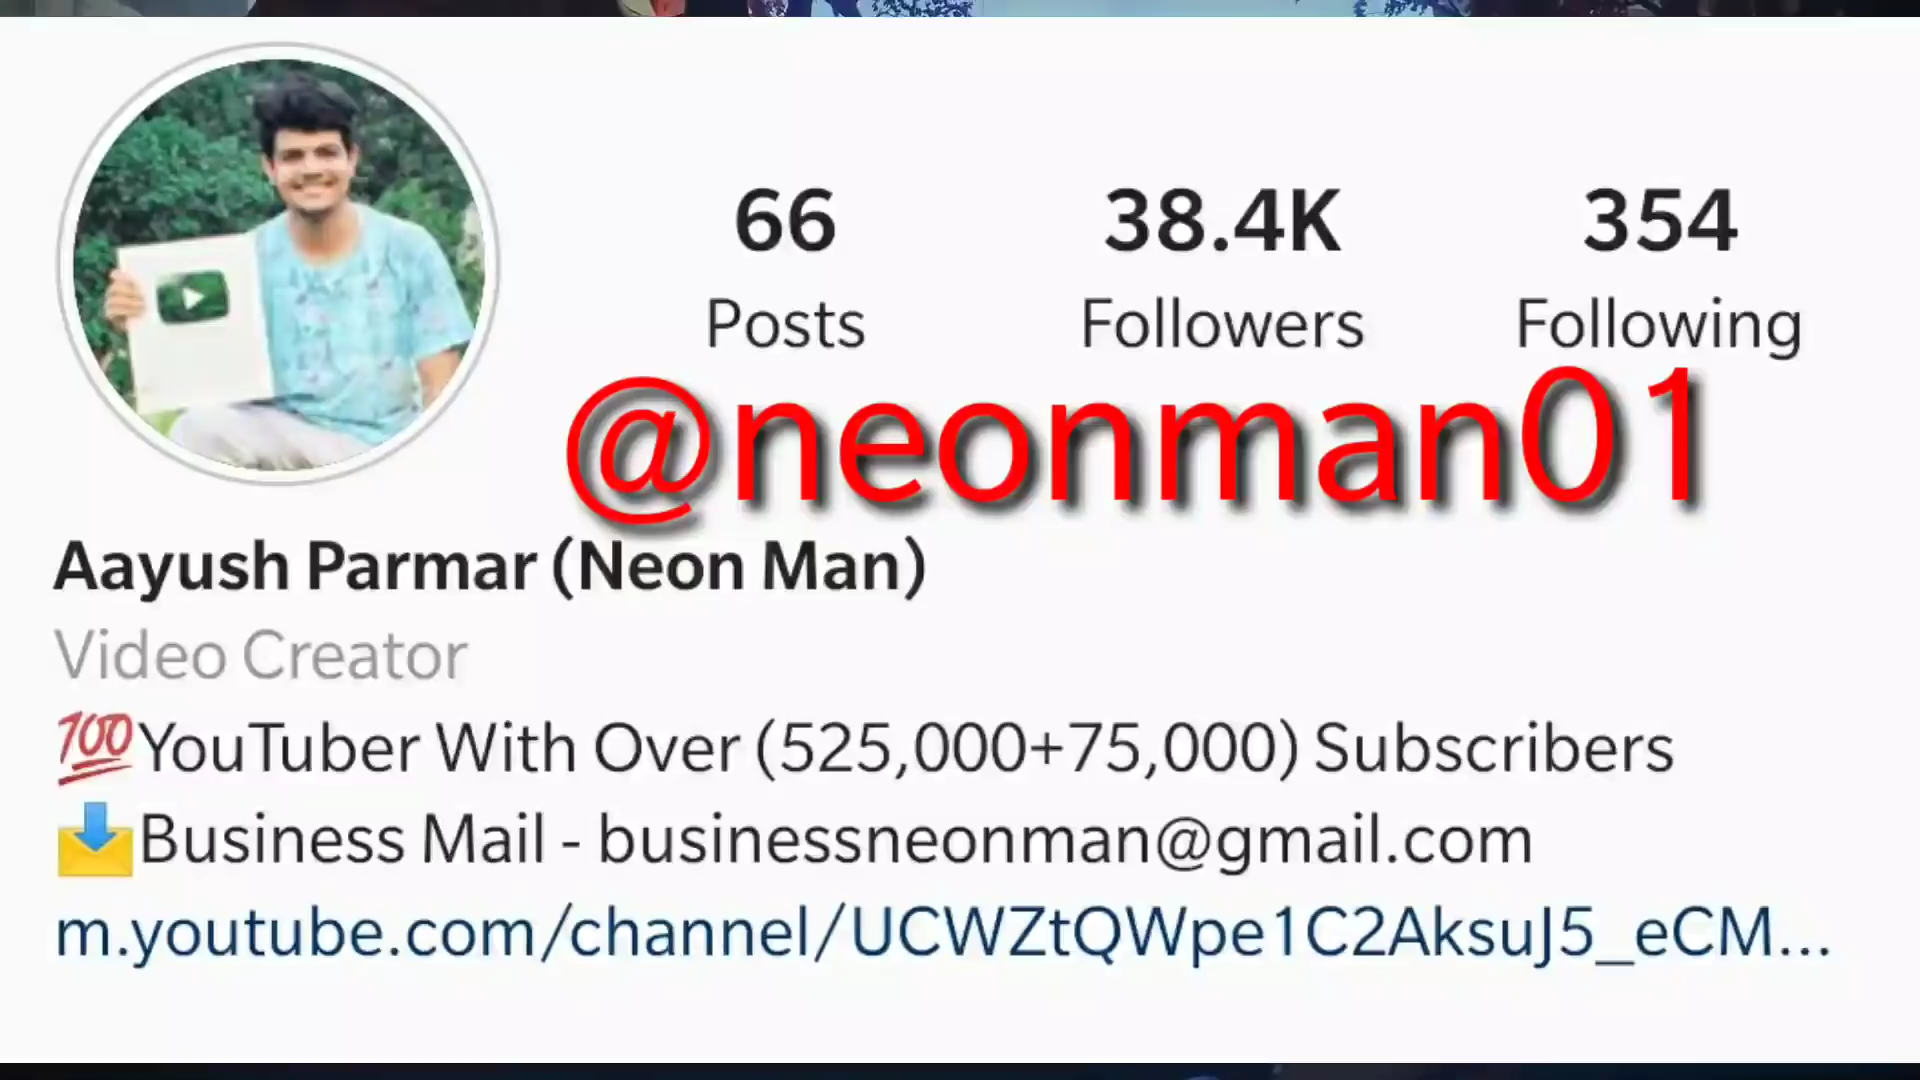 66 38.4K 354
Posts Followers Following
@neonman01
Aayush Parmar (Neon Man)
Video Creator
💯YouTuber With Over (525,000+75,000) Subscribers
📩Business Mail - businessneonman@gmail.com
m.youtube.com/channel/UCWZtQWpe1C2AksuJ5_eCM...